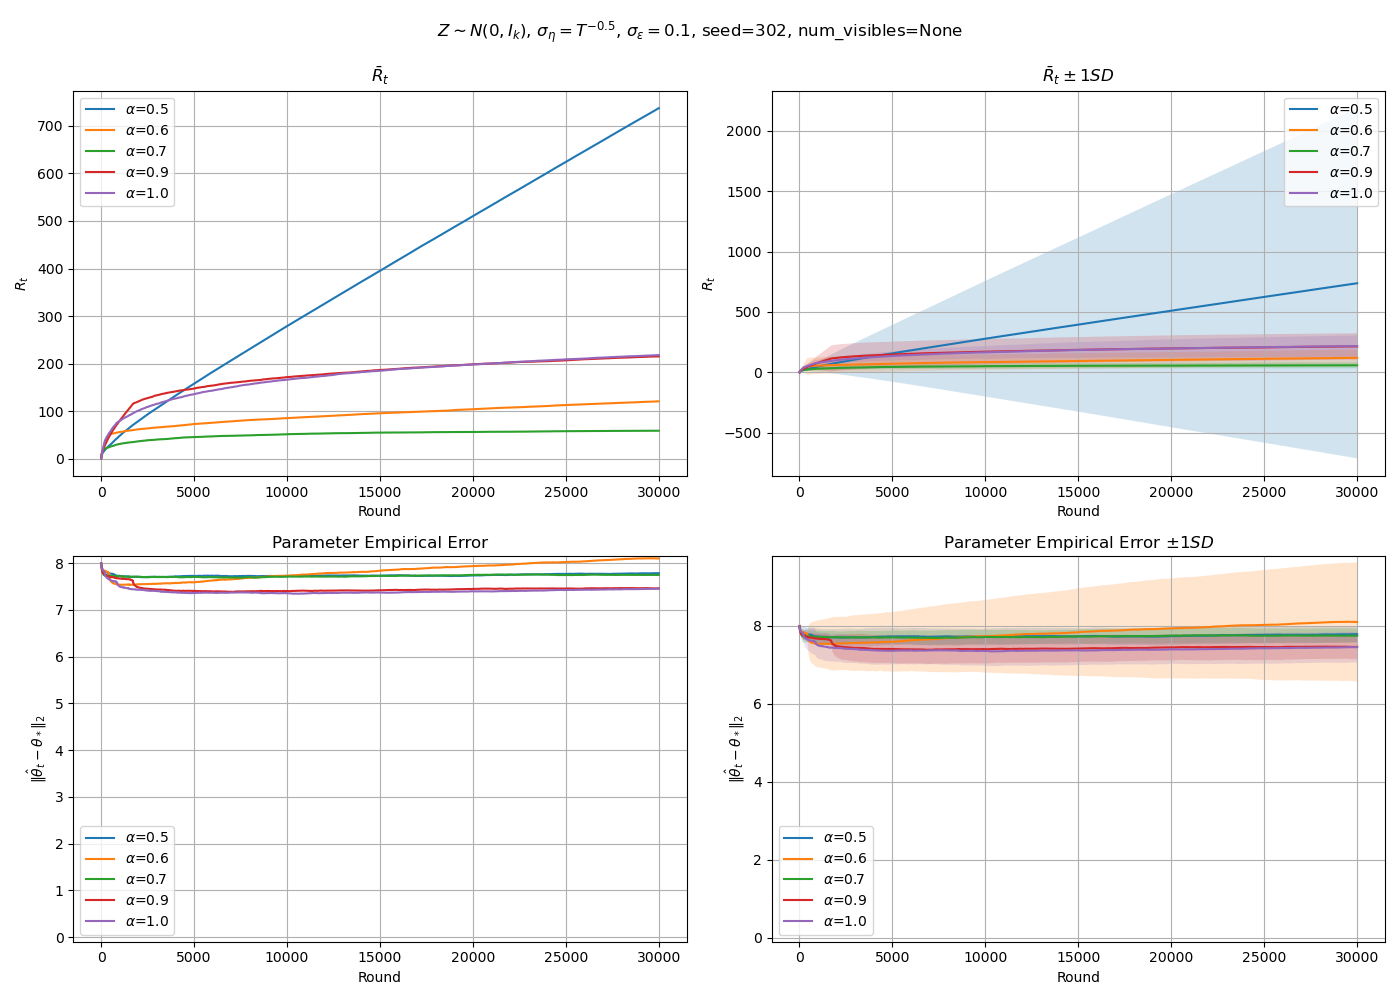 Z ∼ N(0, I_k), σ_η = T^{−0.5}, σ_ε = 0.1, seed=302, num_visibles=None
R̄_t
700
600
500
400
300
200
100
0
R_t
0 5000 10000 15000 20000 25000 30000
Round
α=0.5
α=0.6
α=0.7
α=0.9
α=1.0
R̄_t ± 1SD
2000
1500
1000
500
0
−500
R_t
0 5000 10000 15000 20000 25000 30000
Round
α=0.5
α=0.6
α=0.7
α=0.9
α=1.0
Parameter Empirical Error
8
7
6
5
4
3
2
1
0
‖θ̂_t − θ_*‖_2
0 5000 10000 15000 20000 25000 30000
Round
α=0.5
α=0.6
α=0.7
α=0.9
α=1.0
Parameter Empirical Error ±1SD
8
6
4
2
0
‖θ̂_t − θ_*‖_2
0 5000 10000 15000 20000 25000 30000
Round
α=0.5
α=0.6
α=0.7
α=0.9
α=1.0